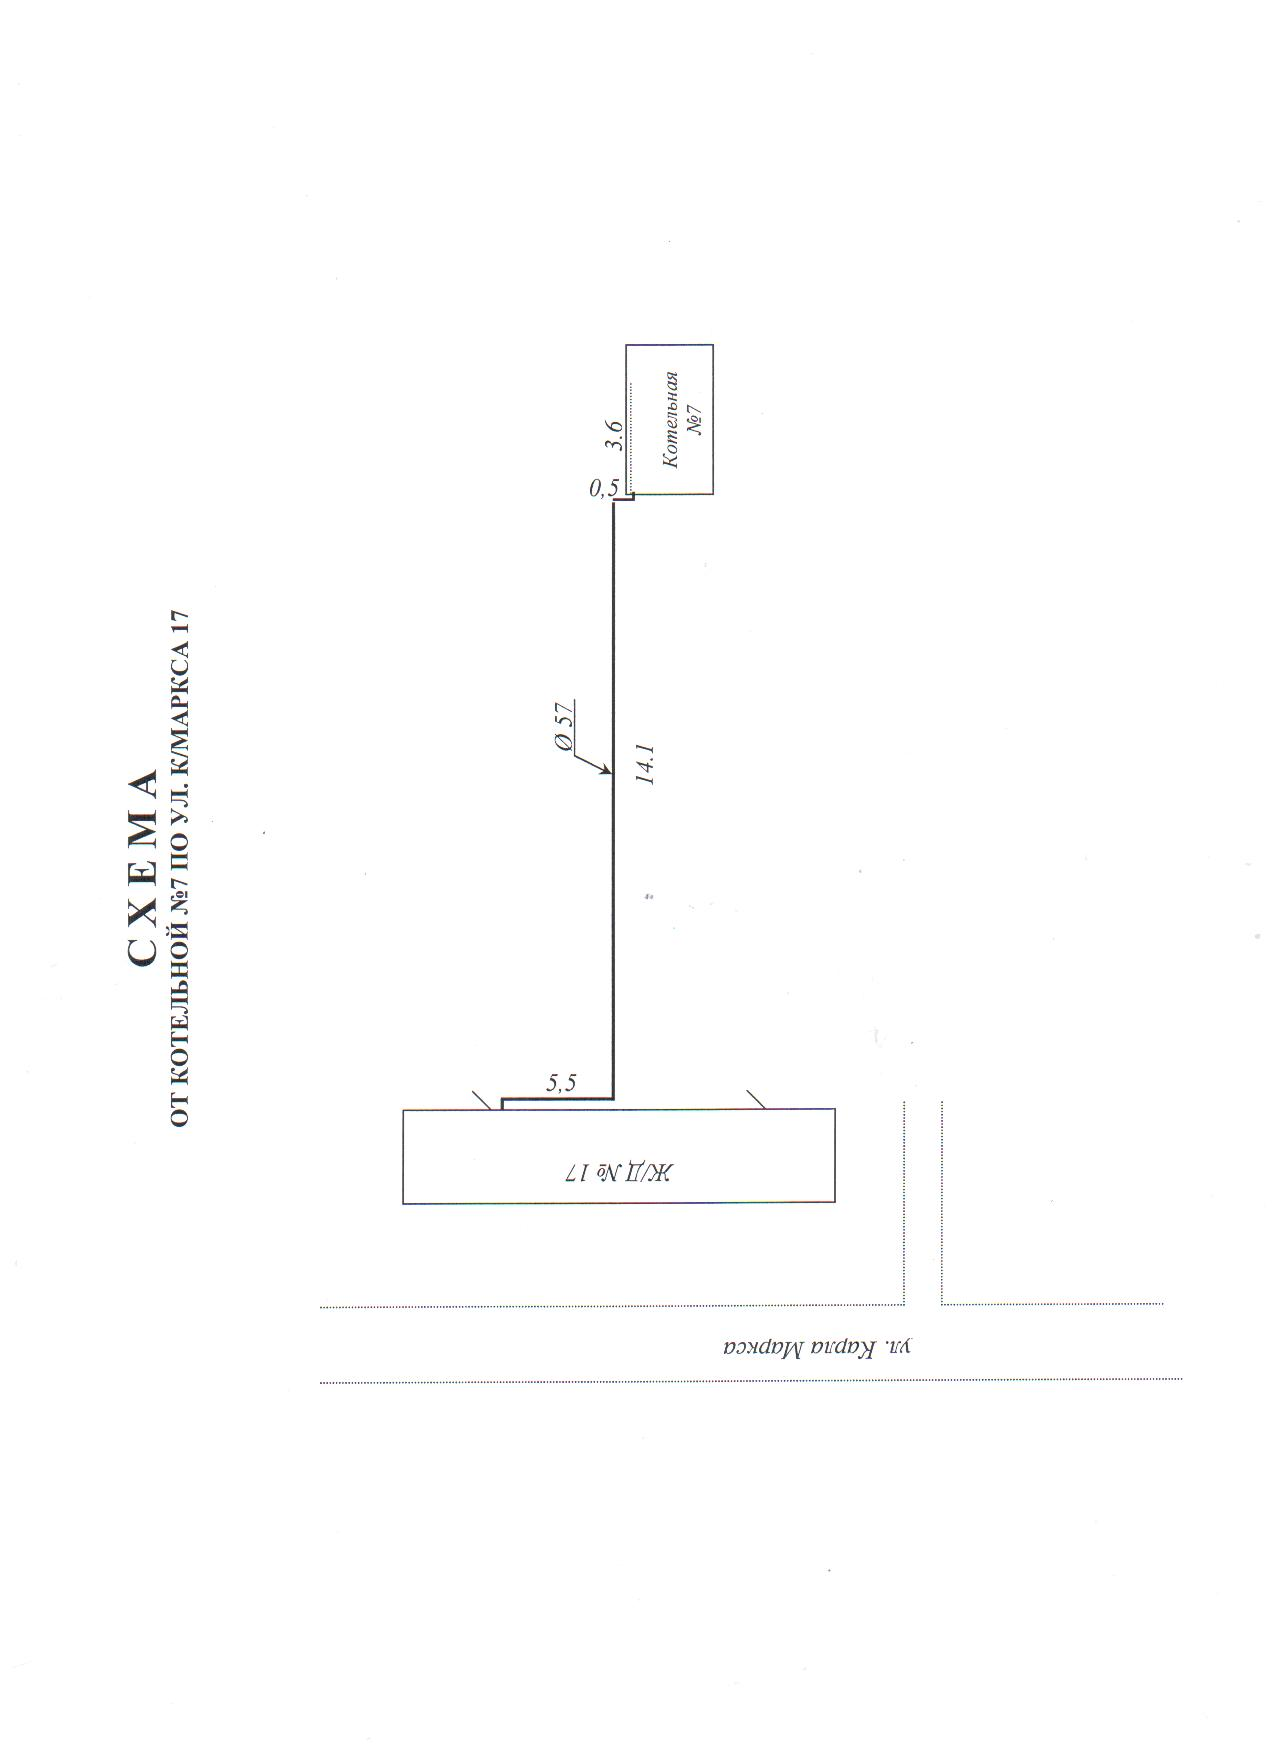 СХЕМА
ОТ КОТЕЛЬНОЙ №7 ПО УЛ. К/МАРКСА 17
3.6
Котельная
№7
0,5
Ø 57
14.1
5,5
Ж/Д № 17
ул. Карла Маркса